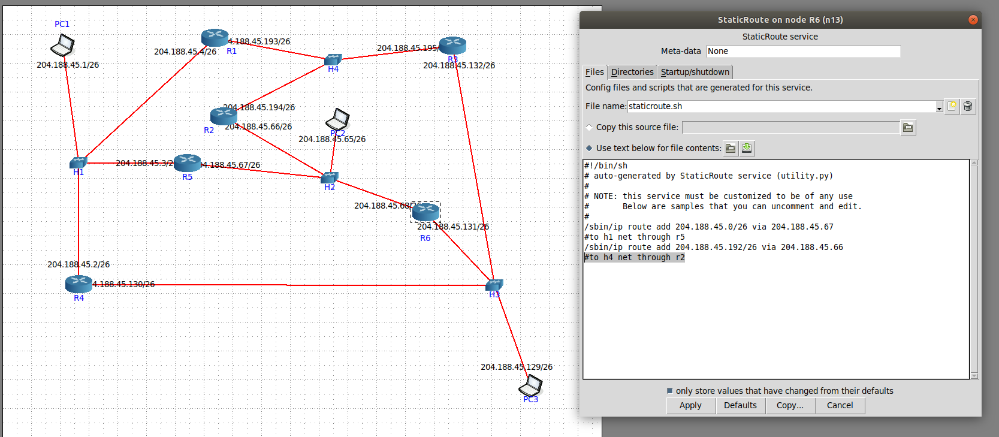 PC1
204.188.45.1/26
4.188.45.193/26
204.188.45.4/26
R1
204.188.45.195/
R3
204.188.45.132/26
H4
204.188.45.194/26
R2
204.188.45.66/26
PC2
204.188.45.65/26
204.188.45.3/2
4.188.45.67/26
H1
R5
H2
204.188.45.68/26
204.188.45.131/26
R6
204.188.45.2/26
4.188.45.130/26
R4
H3
204.188.45.129/26
PC3
StaticRoute on node R6 (n13)
StaticRoute service
Meta-data None
Files Directories Startup/shutdown
Config files and scripts that are generated for this service.
File name: staticroute.sh
Copy this source file:
Use text below for file contents:
#!/bin/sh
# auto-generated by StaticRoute service (utility.py)
#
# NOTE: this service must be customized to be of any use
#       Below are samples that you can uncomment and edit.
#
/sbin/ip route add 204.188.45.0/26 via 204.188.45.67
#to h1 net through r5
/sbin/ip route add 204.188.45.192/26 via 204.188.45.66
#to h4 net through r2
only store values that have changed from their defaults
Apply Defaults Copy... Cancel